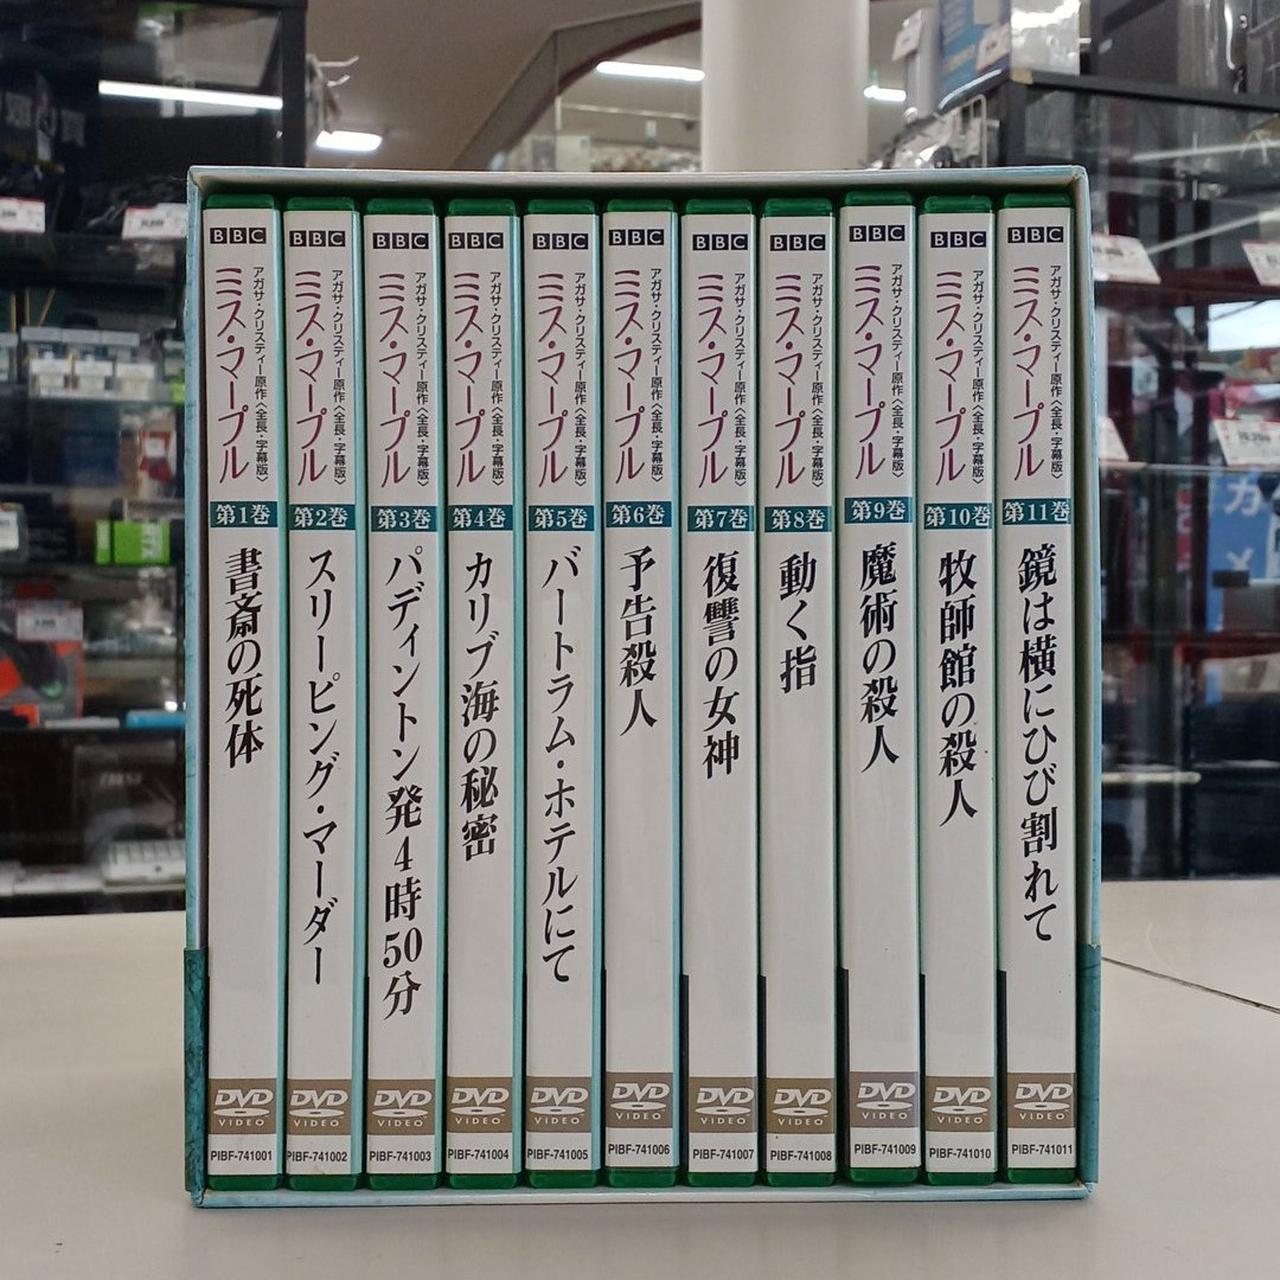 BBC
アガサ・クリスティー原作〈全長・字幕版〉
ミス・マープル
第1巻
書斎の死体
DVD
VIDEO
PIBF-741001
BBC
アガサ・クリスティー原作〈全長・字幕版〉
ミス・マープル
第2巻
スリーピング・マーダー
DVD
VIDEO
PIBF-741002
BBC
アガサ・クリスティー原作〈全長・字幕版〉
ミス・マープル
第3巻
パディントン発4時50分
DVD
VIDEO
PIBF-741003
BBC
アガサ・クリスティー原作〈全長・字幕版〉
ミス・マープル
第4巻
カリブ海の秘密
DVD
VIDEO
PIBF-741004
BBC
アガサ・クリスティー原作〈全長・字幕版〉
ミス・マープル
第5巻
バートラム・ホテルにて
DVD
VIDEO
PIBF-741005
BBC
アガサ・クリスティー原作〈全長・字幕版〉
ミス・マープル
第6巻
予告殺人
DVD
VIDEO
PIBF-741006
BBC
アガサ・クリスティー原作〈全長・字幕版〉
ミス・マープル
第7巻
復讐の女神
DVD
VIDEO
PIBF-741007
BBC
アガサ・クリスティー原作〈全長・字幕版〉
ミス・マープル
第8巻
動く指
DVD
VIDEO
PIBF-741008
BBC
アガサ・クリスティー原作〈全長・字幕版〉
ミス・マープル
第9巻
魔術の殺人
DVD
VIDEO
PIBF-741009
BBC
アガサ・クリスティー原作〈全長・字幕版〉
ミス・マープル
第10巻
牧師館の殺人
DVD
VIDEO
PIBF-741010
BBC
アガサ・クリスティー原作〈全長・字幕版〉
ミス・マープル
第11巻
鏡は横にひび割れて
DVD
VIDEO
PIBF-741011